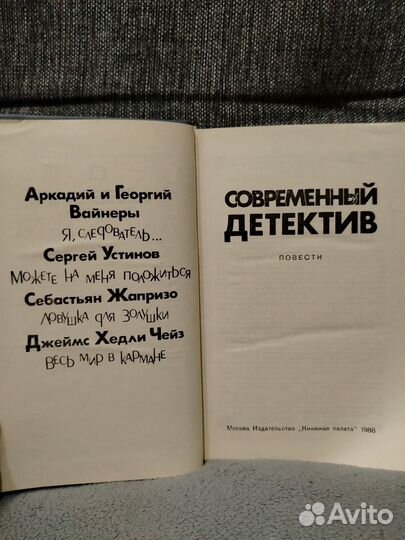 Аркадий и Георгий
Вайнеры
Я, следователь...
Сергей Устинов
Можете на меня положиться
Себастьян Жапризо
Ловушка для Золушки
Джеймс Хедли Чейз
Весь мир в кармане
СОВРЕМЕННЫЙ
ДЕТЕКТИВ
ПОВЕСТИ
Москва Издательство „Книжная палата" 1988
Avito